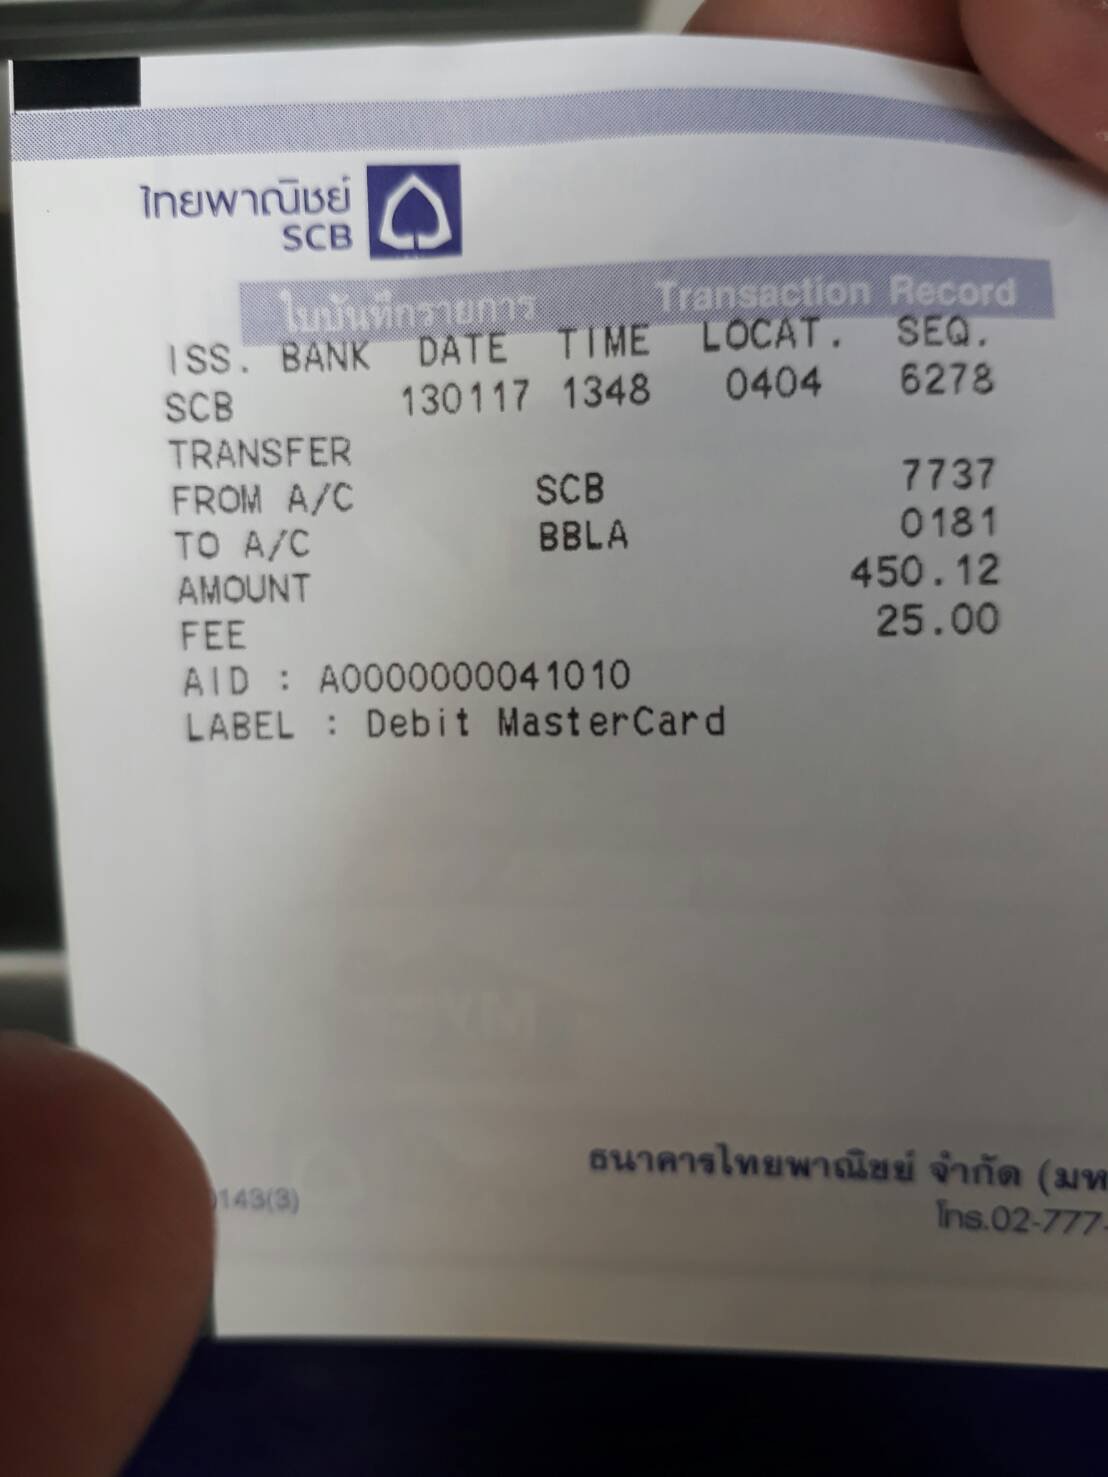 ไทยพาณิชย์
SCB
ใบบันทึกรายการ Transaction Record
ISS. BANK DATE TIME LOCAT. SEQ.
SCB 130117 1348 0404 6278
TRANSFER
FROM A/C SCB 7737
TO A/C BBLA 0181
AMOUNT 450.12
FEE 25.00
AID : A0000000041010
LABEL : Debit MasterCard
ธนาคารไทยพาณิชย์ จำกัด (มห
143(3) โทร.02-777-